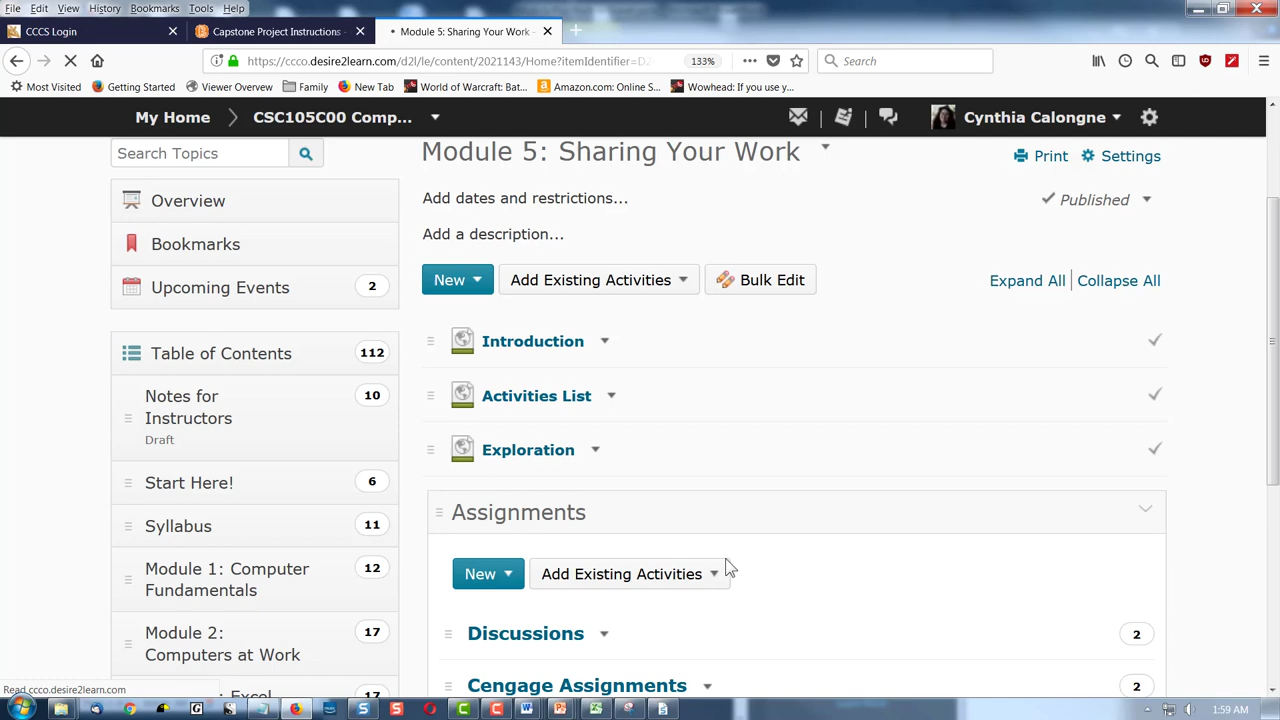 File Edit View History Bookmarks Tools Help
CCCS Login
Capstone Project Instructions -
Module 5: Sharing Your Work -
https://ccco.desire2learn.com/d2l/le/content/2021143/Home?itemIdentifier=D2
133%
Search
Most Visited
Getting Started
Viewer Overview
Family
New Tab
World of Warcraft: Bat...
Amazon.com: Online S...
Wowhead: If you use y...
My Home
CSC105C00 Comp...
Cynthia Calongne
Search Topics
Module 5: Sharing Your Work
Print Settings
Overview
Add dates and restrictions...
Published
Bookmarks
Add a description...
Upcoming Events 2
New Add Existing Activities Bulk Edit
Expand All Collapse All
Table of Contents 112
Introduction
Notes for 10
Instructors
Draft
Activities List
Exploration
Start Here! 6
Assignments
Syllabus 11
Module 1: Computer 12
Fundamentals
New Add Existing Activities
Module 2: 17
Computers at Work
Discussions 2
Cengage Assignments 2
Excel 17
Read ccco.desire2learn.com
1:59 AM